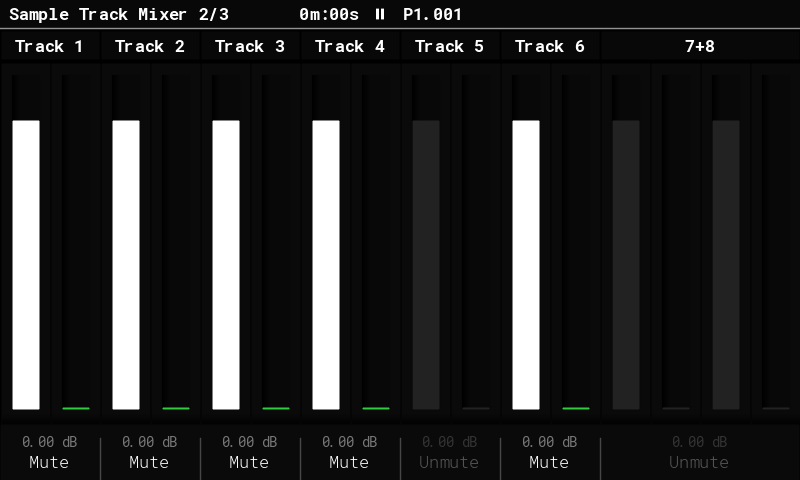 Sample Track Mixer 2/3 0m:00s ⏸ P1.001
Track 1 Track 2 Track 3 Track 4 Track 5 Track 6 7+8
0.00 dB 0.00 dB 0.00 dB 0.00 dB 0.00 dB 0.00 dB 0.00 dB
Mute Mute Mute Mute Unmute Mute Unmute